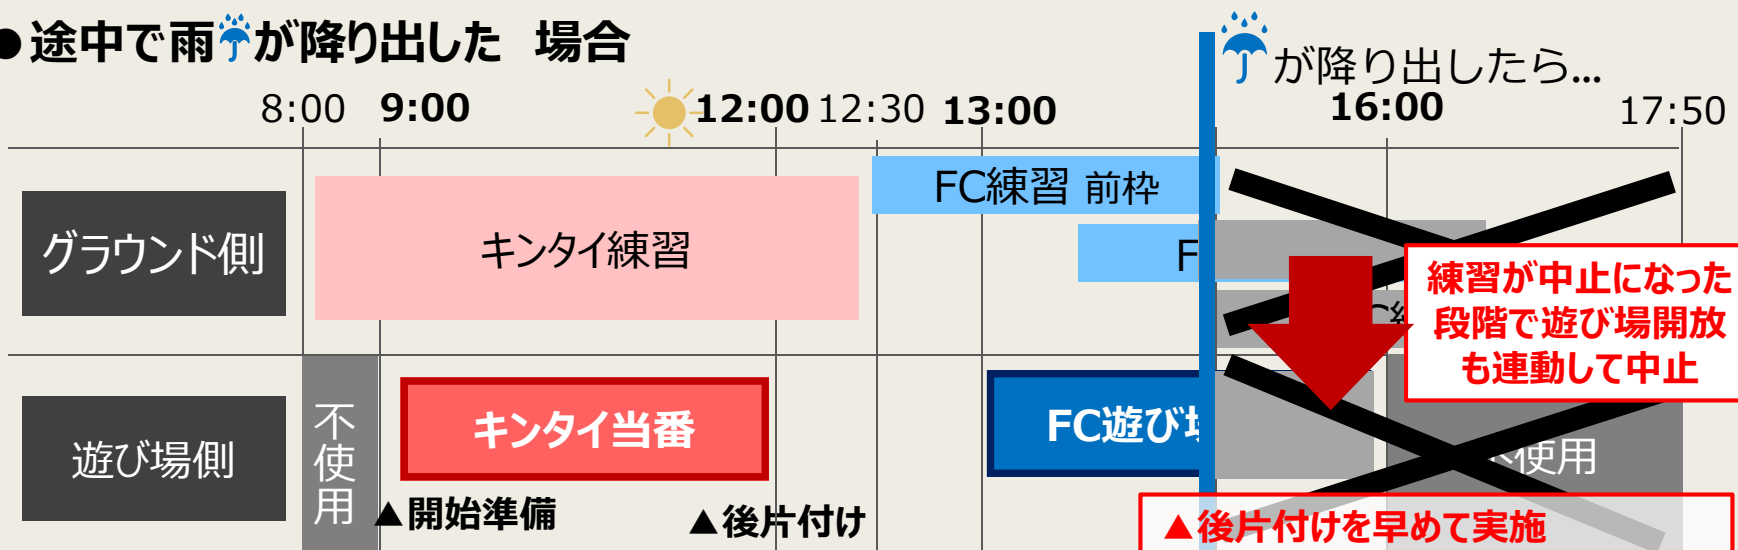 ●途中で雨☔が降り出した 場合
☔が降り出したら...
8:00 9:00 12:00 12:30 13:00 16:00 17:50
グラウンド側
キンタイ練習
FC練習 前枠
F
練習が中止になった
段階で遊び場開放
も連動して中止
遊び場側
不使用
キンタイ当番
FC遊び
使用
▲開始準備
▲後片付け
▲後片付けを早めて実施